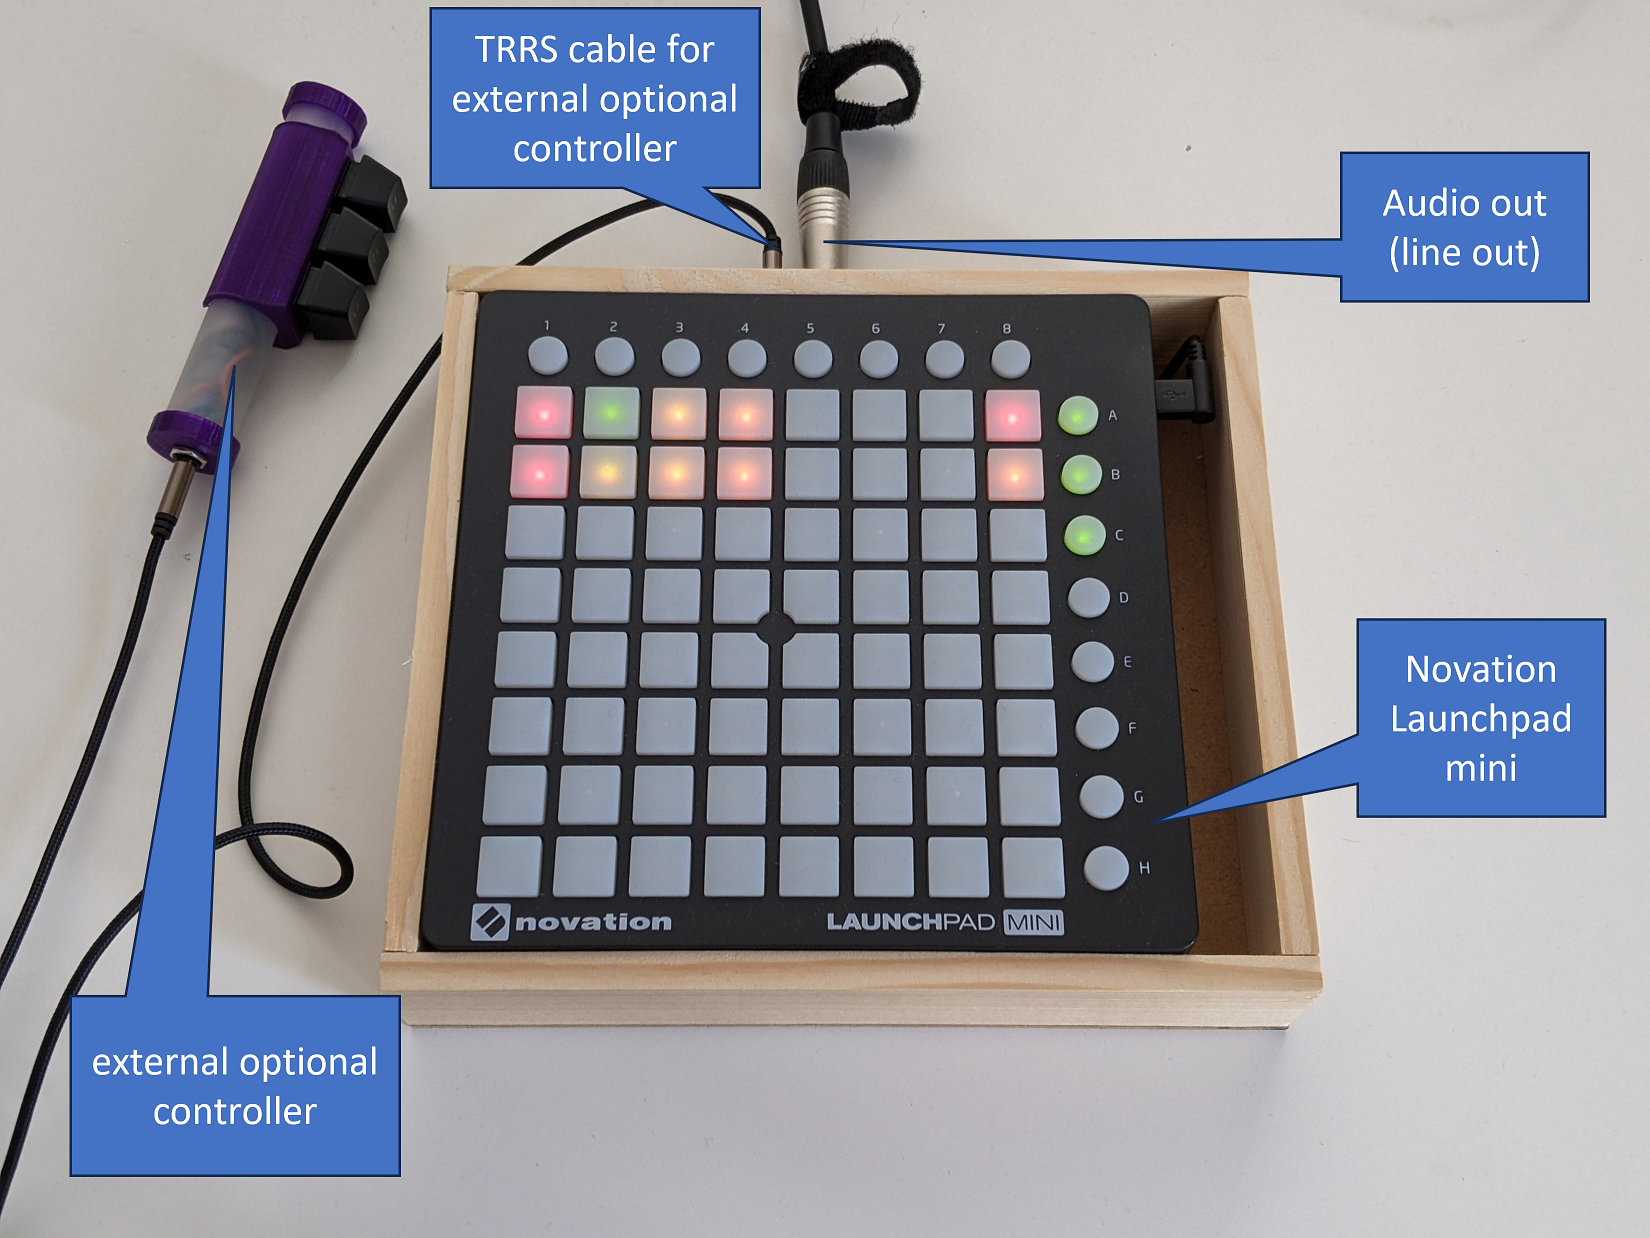 TRRS cable for
external optional
controller
Audio out
(line out)
1 2 3 4 5 6 7 8
A
B
C
D
E
F
G
H
Novation
Launchpad
mini
novation
LAUNCHPAD MINI
external optional
controller